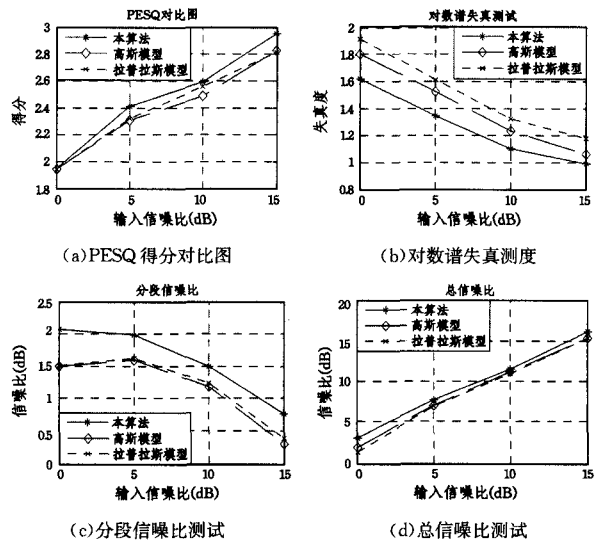 PESQ对比图
3
2.8
2.6
2.4
2.2
2
1.8
得分
本算法
高斯模型
拉普拉斯模型
0
5
10
15
输入信噪比(dB)
(a)PESQ得分对比图
对数谱失真测试
2
1.8
1.6
1.4
1.2
1
0.8
失真度
本算法
高斯模型
拉普拉斯模型
0
5
10
15
输入信噪比(dB)
(b)对数谱失真测度
分段信噪比
2.5
2
1.5
1
0.5
0
信噪比(dB)
本算法
高斯模型
拉普拉斯模型
0
5
10
15
输入信噪比(dB)
(c)分段信噪比测试
总信噪比
20
15
10
5
0
信噪比(dB)
本算法
高斯模型
拉普拉斯模型
0
5
10
15
输入信噪比(dB)
(d)总信噪比测试